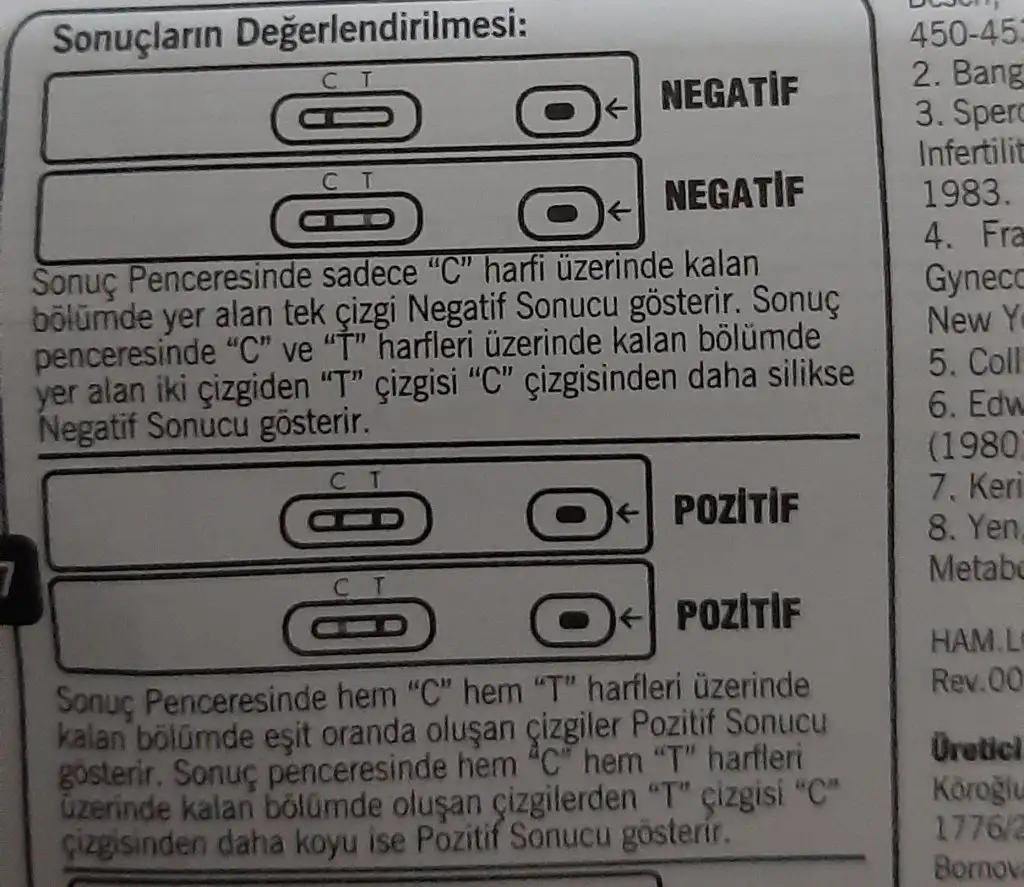 Sonuçların Değerlendirilmesi:
C T
NEGATİF
C T
NEGATİF
Sonuç Penceresinde sadece “C” harfi üzerinde kalan
bölümde yer alan tek çizgi Negatif Sonucu gösterir. Sonuç
penceresinde “C” ve “T” harfleri üzerinde kalan bölümde
yer alan iki çizgiden “T” çizgisi “C” çizgisinden daha silikse
Negatif Sonucu gösterir.
C T
POZİTİF
C T
POZİTİF
Sonuç Penceresinde hem “C” hem “T” harfleri üzerinde
kalan bölümde eşit oranda oluşan çizgiler Pozitif Sonucu
gösterir. Sonuç penceresinde hem “C” hem “T” harfleri
üzerinde kalan bölümde oluşan çizgilerden “T” çizgisi “C”
çizgisinden daha koyu ise Pozitif Sonucu gösterir.
7
450-45
2. Bang
3. Spero
Infertilit
1983.
4. Fra
Gyneco
New Y
5. Coll
6. Edw
(1980
7. Keri
8. Yen,
Metabo
HAM.L
Rev.00
Üretici
Köroğlu
1776/2
Bornov